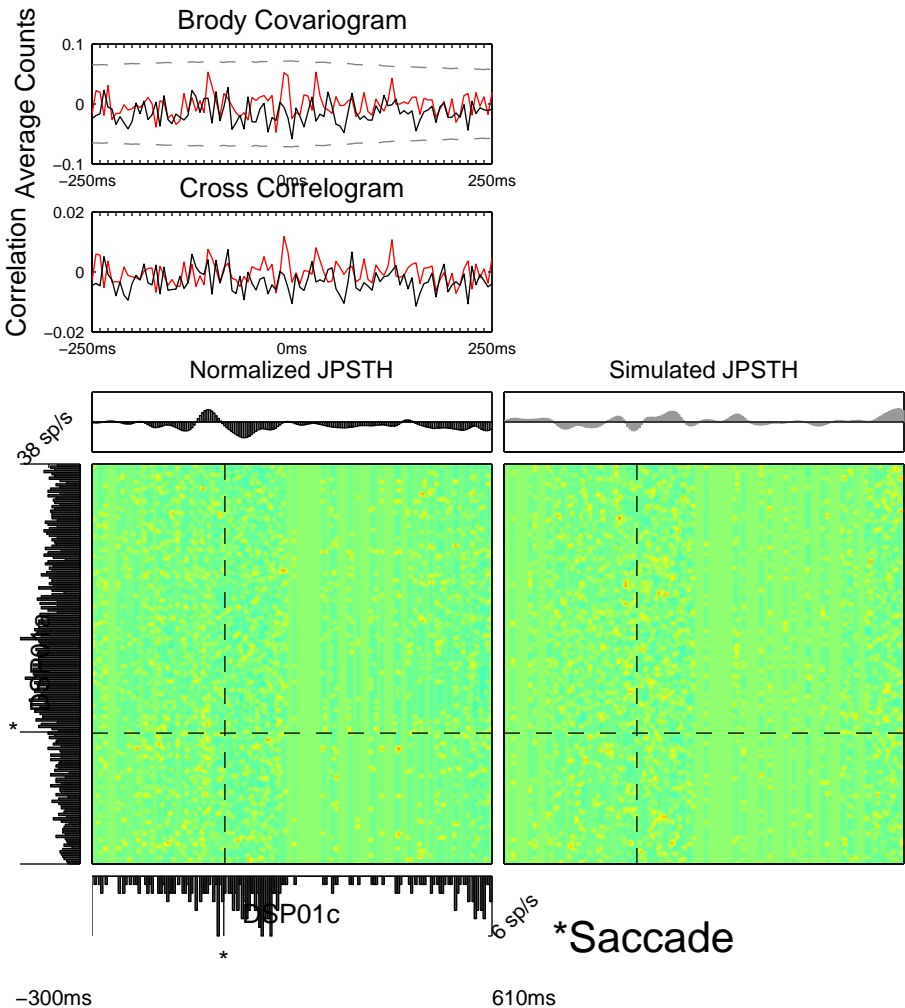 Brody Covariogram
Average Counts
0.1
0
−0.1
−250ms
0ms
250ms
Cross Correlogram
Correlation
0.02
0
−0.02
−250ms
0ms
250ms
Normalized JPSTH
Simulated JPSTH
38 sp/s
DSP01a
*
DSP01c
6 sp/s
*
*Saccade
−300ms
610ms